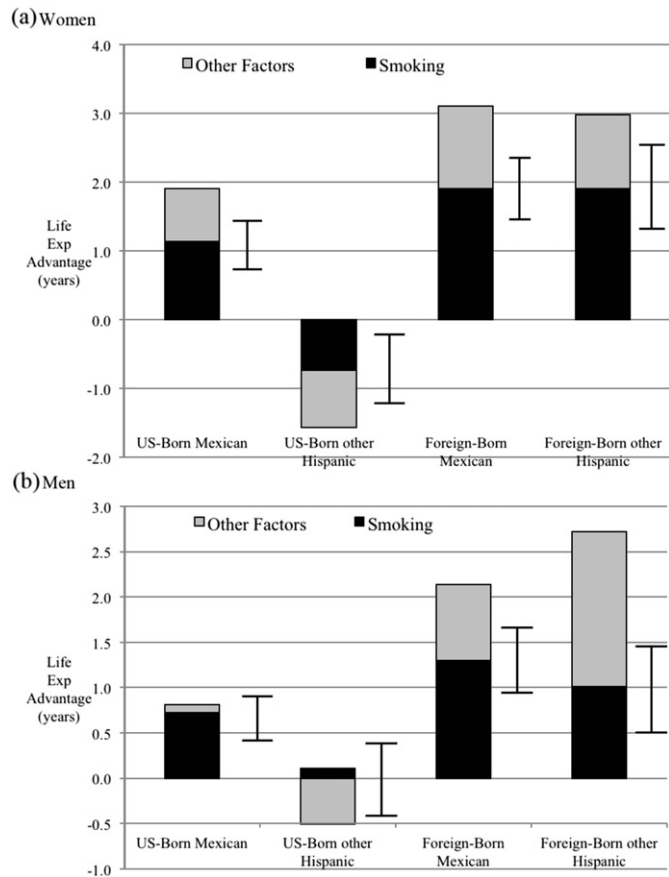 (a) Women
4.0
Other Factors Smoking
3.0
2.0
Life
Exp
Advantage
(years)
1.0
0.0
-1.0
US-Born Mexican US-Born other Hispanic Foreign-Born Mexican Foreign-Born other Hispanic
-2.0
(b) Men
3.0
Other Factors Smoking
2.5
2.0
1.5
Life
Exp
Advantage
(years)
1.0
0.5
0.0
-0.5
US-Born Mexican US-Born other Hispanic Foreign-Born Mexican Foreign-Born other Hispanic
-1.0